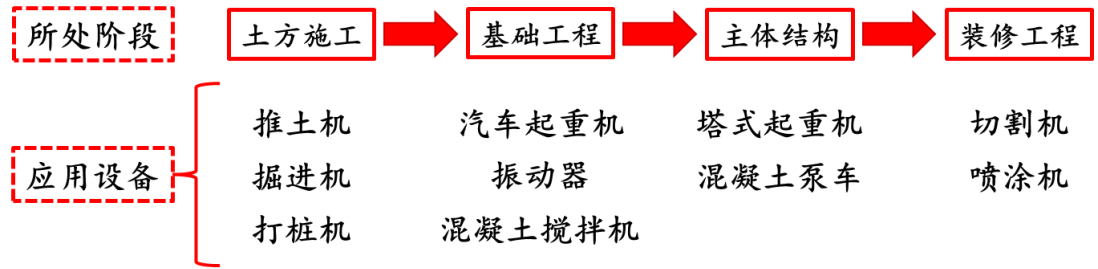 所处阶段 土方施工 基础工程 主体结构 装修工程
推土机 汽车起重机 塔式起重机 切割机
应用设备 掘进机 振动器 混凝土泵车 喷涂机
打桩机 混凝土搅拌机